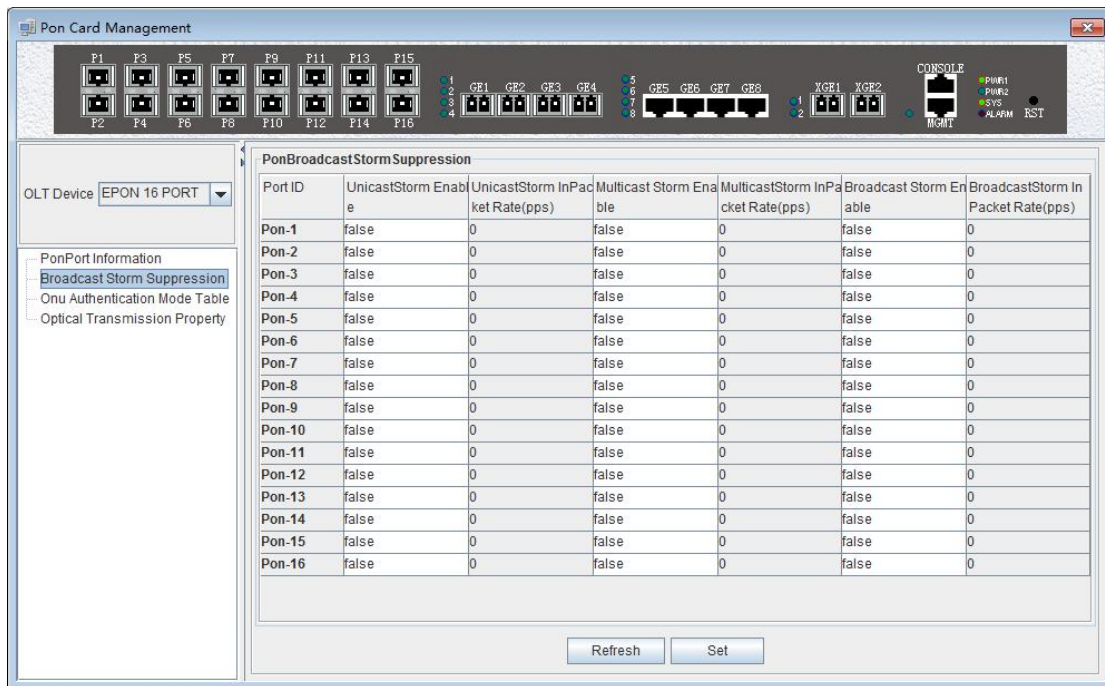 Pon Card Management
P1 P3 P5 P7 P9 P11 P13 P15
P2 P4 P6 P8 P10 P12 P14 P16
1
2
3
4
GE1 GE2 GE3 GE4
5
6
7
8
GE5 GE6 GE7 GE8
1
2
XGE1 XGE2
CONSOLE
MGMT
PWR1
PWR2
SYS
ALARM
RST
OLT Device EPON 16 PORT
PonPort Information
Broadcast Storm Suppression
Onu Authentication Mode Table
Optical Transmission Property
PonBroadcastStormSuppression
Port ID UnicastStorm Enabl UnicastStorm InPac Multicast Storm Ena MulticastStorm InPa Broadcast Storm En BroadcastStorm In
e ket Rate(pps) ble cket Rate(pps) able Packet Rate(pps)
Pon-1 false 0 false 0 false 0
Pon-2 false 0 false 0 false 0
Pon-3 false 0 false 0 false 0
Pon-4 false 0 false 0 false 0
Pon-5 false 0 false 0 false 0
Pon-6 false 0 false 0 false 0
Pon-7 false 0 false 0 false 0
Pon-8 false 0 false 0 false 0
Pon-9 false 0 false 0 false 0
Pon-10 false 0 false 0 false 0
Pon-11 false 0 false 0 false 0
Pon-12 false 0 false 0 false 0
Pon-13 false 0 false 0 false 0
Pon-14 false 0 false 0 false 0
Pon-15 false 0 false 0 false 0
Pon-16 false 0 false 0 false 0
Refresh Set